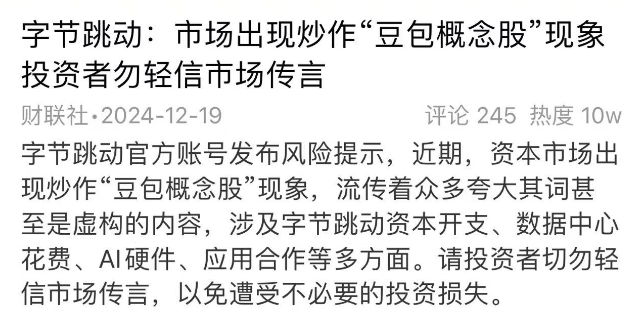 字节跳动：市场出现炒作“豆包概念股”现象
投资者勿轻信市场传言
财联社•2024-12-19 评论 245 热度 10w
字节跳动官方账号发布风险提示，近期，资本市场出
现炒作“豆包概念股”现象，流传着众多夸大其词甚
至是虚构的内容，涉及字节跳动资本开支、数据中心
花费、AI硬件、应用合作等多方面。请投资者切勿轻
信市场传言，以免遭受不必要的投资损失。